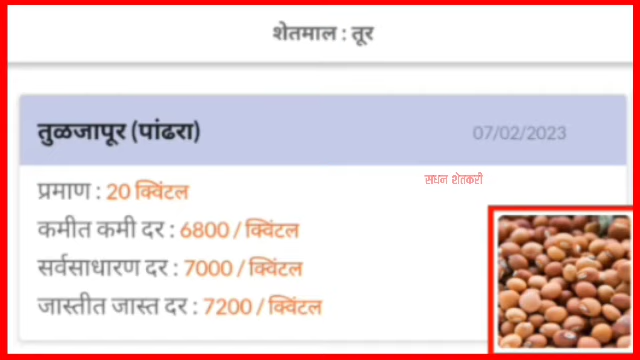 शेतमाल : तूर
तुळजापूर (पांढरा)
07/02/2023
सधन शेतकरी
प्रमाण : 20 क्विंटल
कमीत कमी दर : 6800 / क्विंटल
सर्वसाधारण दर : 7000 / क्विंटल
जास्तीत जास्त दर : 7200 / क्विंटल